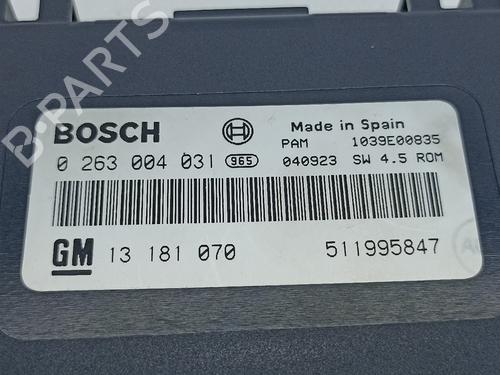 B-PARTS
BOSCH Made in Spain
PAM 1039E00835
0 263 004 031 965 040923 SW 4.5 ROM
GM 13 181 070 511995847